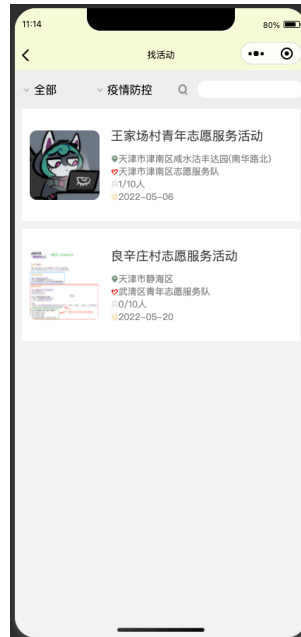 11:14
80%
找活动
全部
疫情防控
王家场村青年志愿服务活动
天津市津南区咸水沽丰达园(南华路北)
天津市津南区志愿服务队
1/10人
2022-05-06
良辛庄村志愿服务活动
天津市静海区
武清区青年志愿服务队
0/10人
2022-05-20